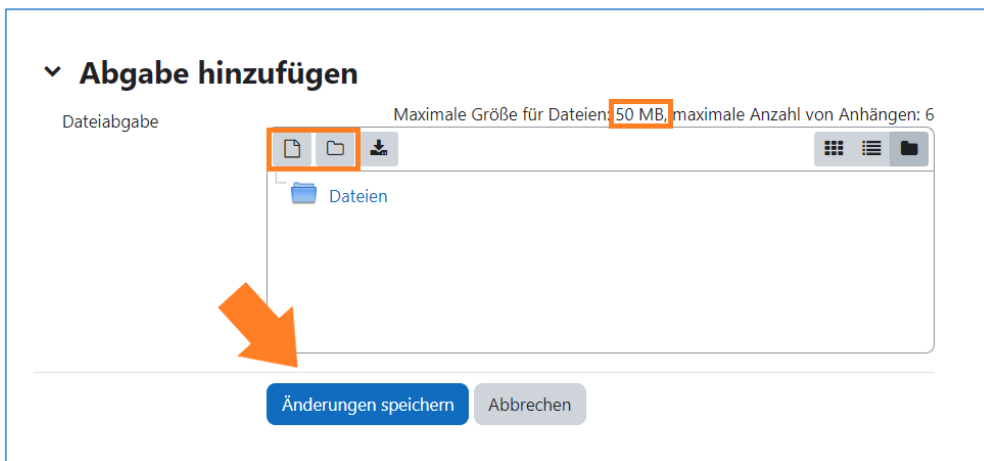 Abgabe hinzufügen
Dateiabgabe
Maximale Größe für Dateien: 50 MB, maximale Anzahl von Anhängen: 6
Dateien
Änderungen speichern
Abbrechen